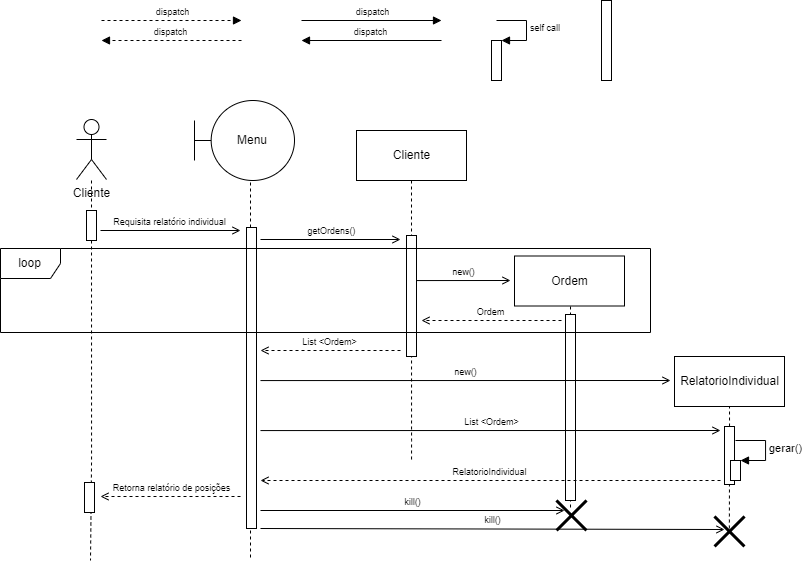 dispatch
dispatch
dispatch
dispatch
self call
Menu
Cliente
Cliente
Requisita relatório individual
getOrdens()
loop
new()
Ordem
Ordem
List <Ordem>
new()
RelatorioIndividual
List <Ordem>
gerar()
RelatorioIndividual
Retorna relatório de posições
kill()
kill()